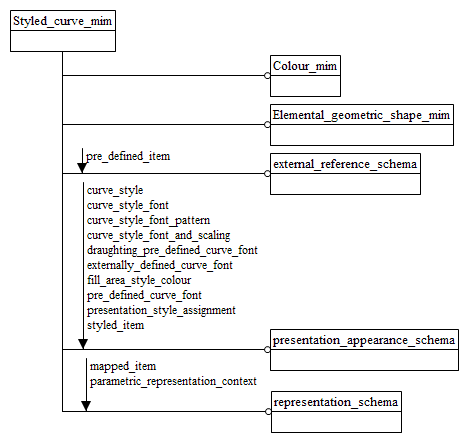 Styled_curve_mim
Colour_mim
Elemental_geometric_shape_mim
pre_defined_item
external_reference_schema
curve_style
curve_style_font
curve_style_font_pattern
curve_style_font_and_scaling
draughting_pre_defined_curve_font
externally_defined_curve_font
fill_area_style_colour
pre_defined_curve_font
presentation_style_assignment
styled_item
presentation_appearance_schema
mapped_item
parametric_representation_context
representation_schema